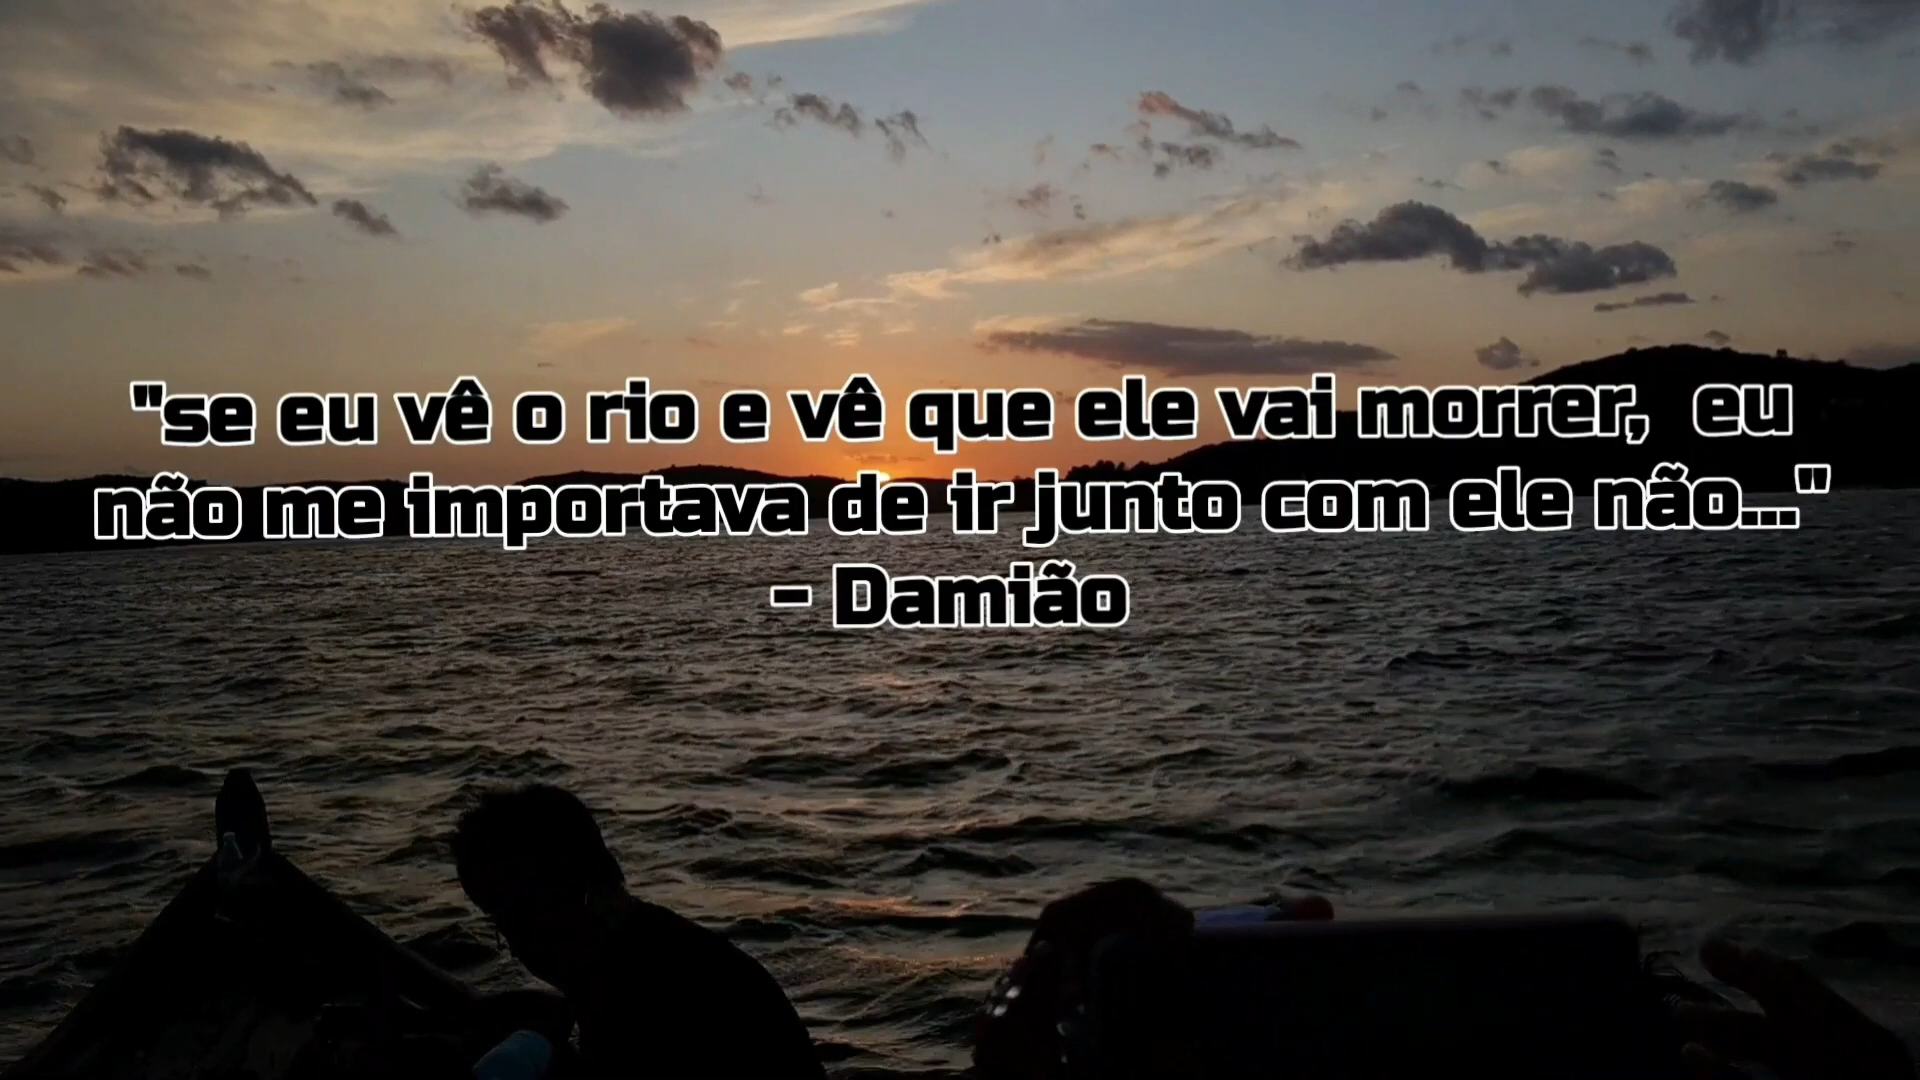 "se eu vê o rio e vê que ele vai morrer, eu
não me importava de ir junto com ele não..."
- Damião